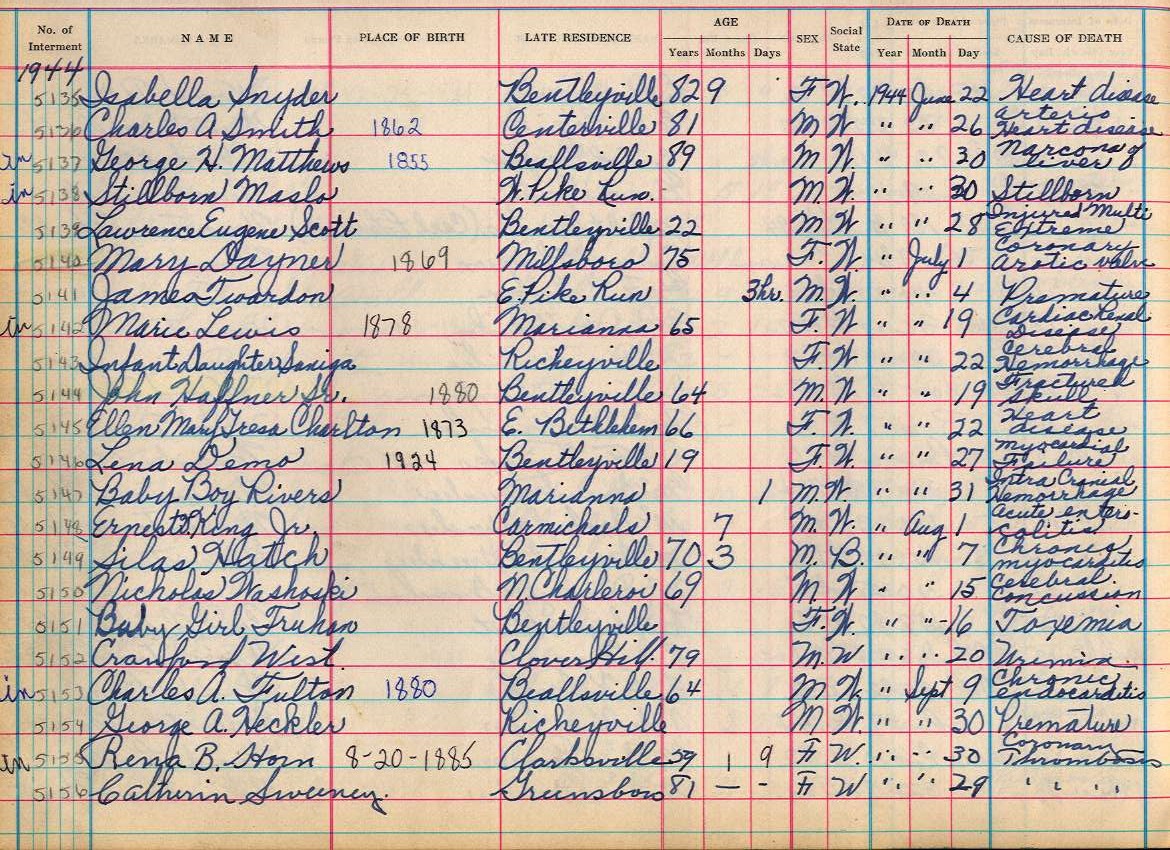 No. of Interment NAME PLACE OF BIRTH LATE RESIDENCE AGE Years Months Days SEX Social State DATE OF DEATH Year Month Day CAUSE OF DEATH
1944
5135 Isabella Snyder Bentleyville 82 9 F W. 1944 June 22 Heart disease
Charles A Smith 1862 Centerville 81 M W " " 26 arterio Heart disease
in 5137 George H. Matthews 1855 Beallsville 89 M W. " " 30 Liver
in 5138 Stillborn Maslo W. Pike Run. M. W. " " 30 Stillborn
5139 Lawrence Eugene Scott Bentleyville 22 M W " " 28 Injured Multi Extreme
5140 Mary Dayner 1869 Millsboro 75 F. W. " July 1 Coronary arotic valve
5141 James Twardon E. Pike Run 3hr. M. W. " " 4 Premature
in 5142 Marie Lewis 1878 Marianna 65 F. W " " 19 Cardiac Renal Disease
5143 Infant Daughter Saniga Richeyville F. W " " 22 Cerebral Hemorrhage
5144 John Haffner Sr. 1880 Bentleyville 64 M. W. " " 19 Fractured Skull
5145 Ellen Mary Tresa Charlton 1873 E. Bethlehem 66 F. W. " " 22 Heart disease
5146 Lena Demo 1924 Bentleyville 19 F. W. " " 27 myocardial Failure
5147 Baby Boy Rivers Marianna 1 M. W. " " 31 Intra Cranial Hemorrhage
5148 Ernest King Jr. Carmichaels 7 M. W. " Aug 1 Acute entero-colitis
5149 Silas Hatch Bentleyville 70 3 M. B. " " 7 Chronic myocarditis
5150 Nicholas Washoski N. Charleroi 69 M. W " " 15 Cerebral Concussion
5151 Baby Girl Truhan Bentleyville F. W. " " 16 Toxemia
5152 Crawford West. Clover Hill. 79 M. W " " 20 Uremia
in 5153 Charles A. Fulton 1880 Beallsville 64 M W. " Sept 9 Chronic endocarditis
5154 George A. Heckler Richeyville M W. " " 30 Premature
in 5155 Rena B. Horn 8-20-1885 Clarksville 59 1 9 F W. " " 30 Coronary Thrombosis
5156 Catherin Sweeney. Greensboro 81 — - F W " " 29 " " "